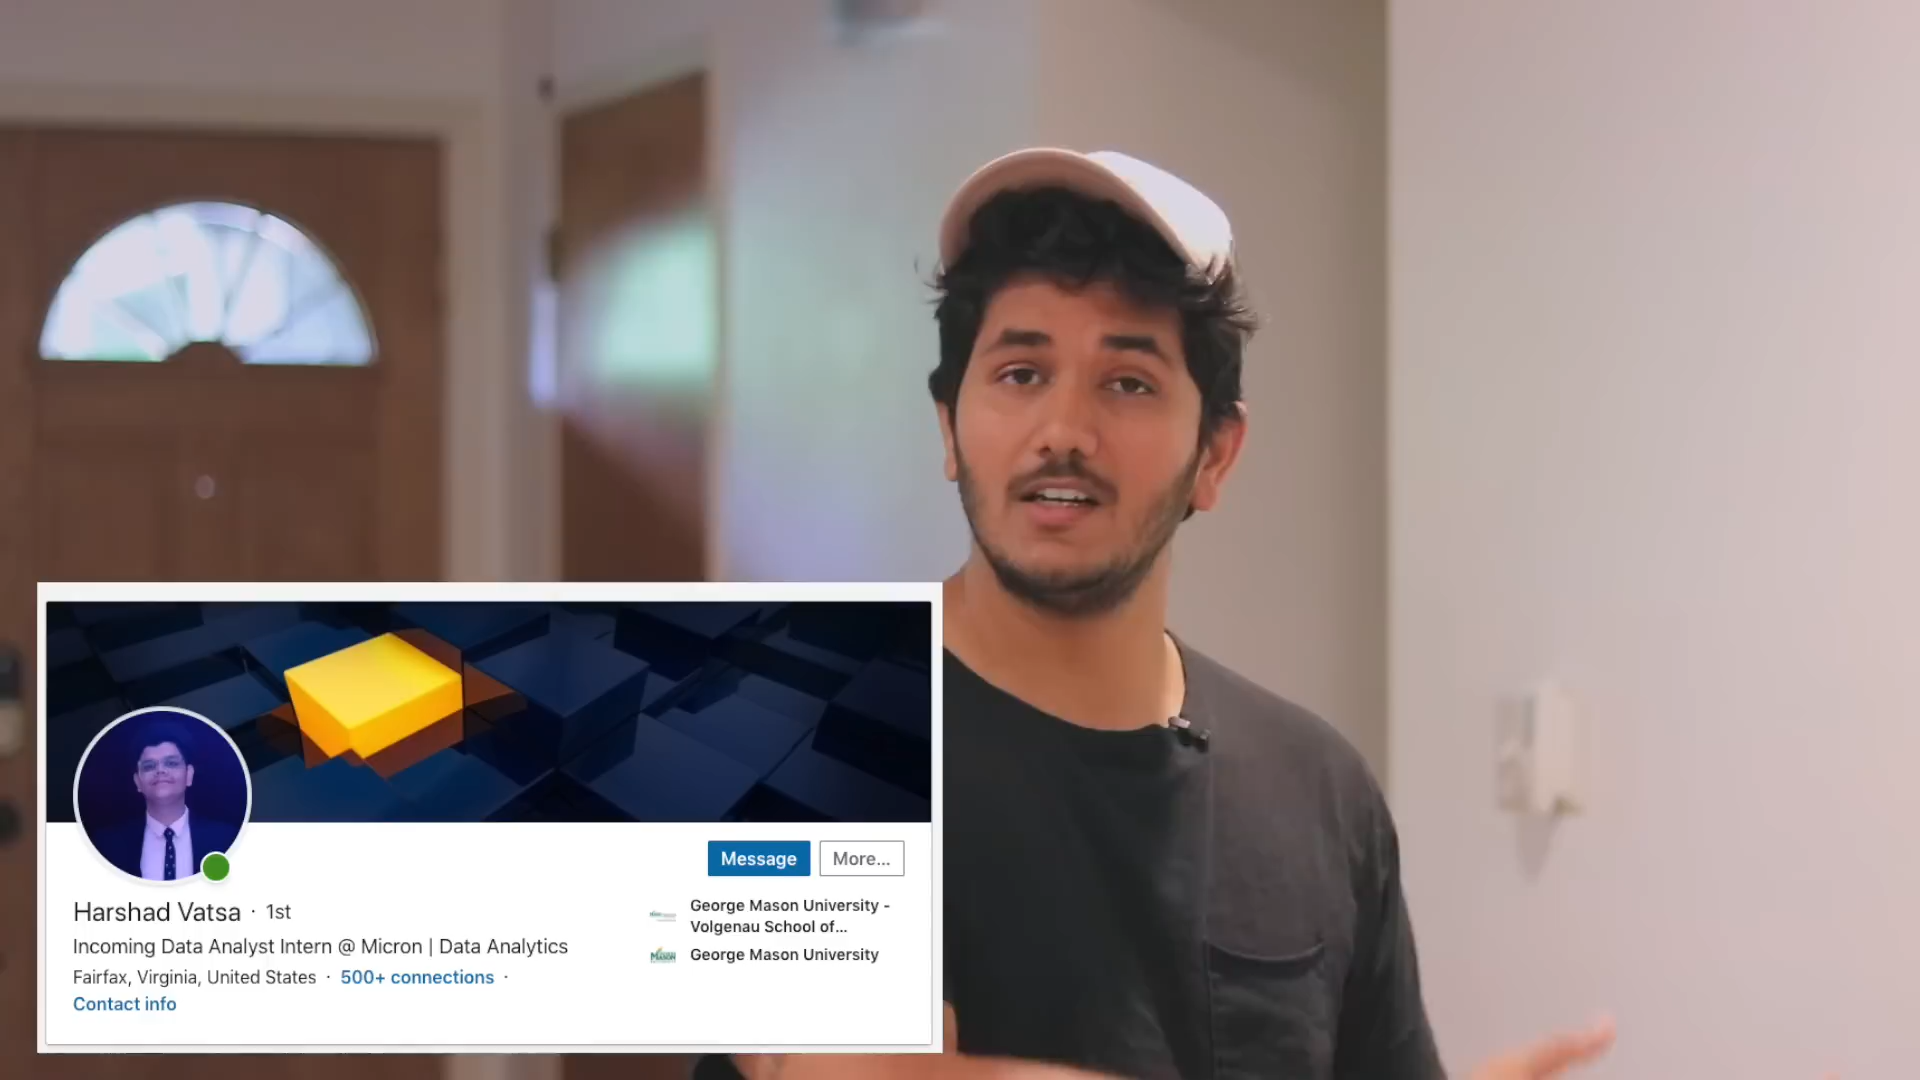 Message
More...
Harshad Vatsa · 1st
Incoming Data Analyst Intern @ Micron | Data Analytics
Fairfax, Virginia, United States · 500+ connections ·
Contact info
George Mason University -
Volgenau School of...
George Mason University